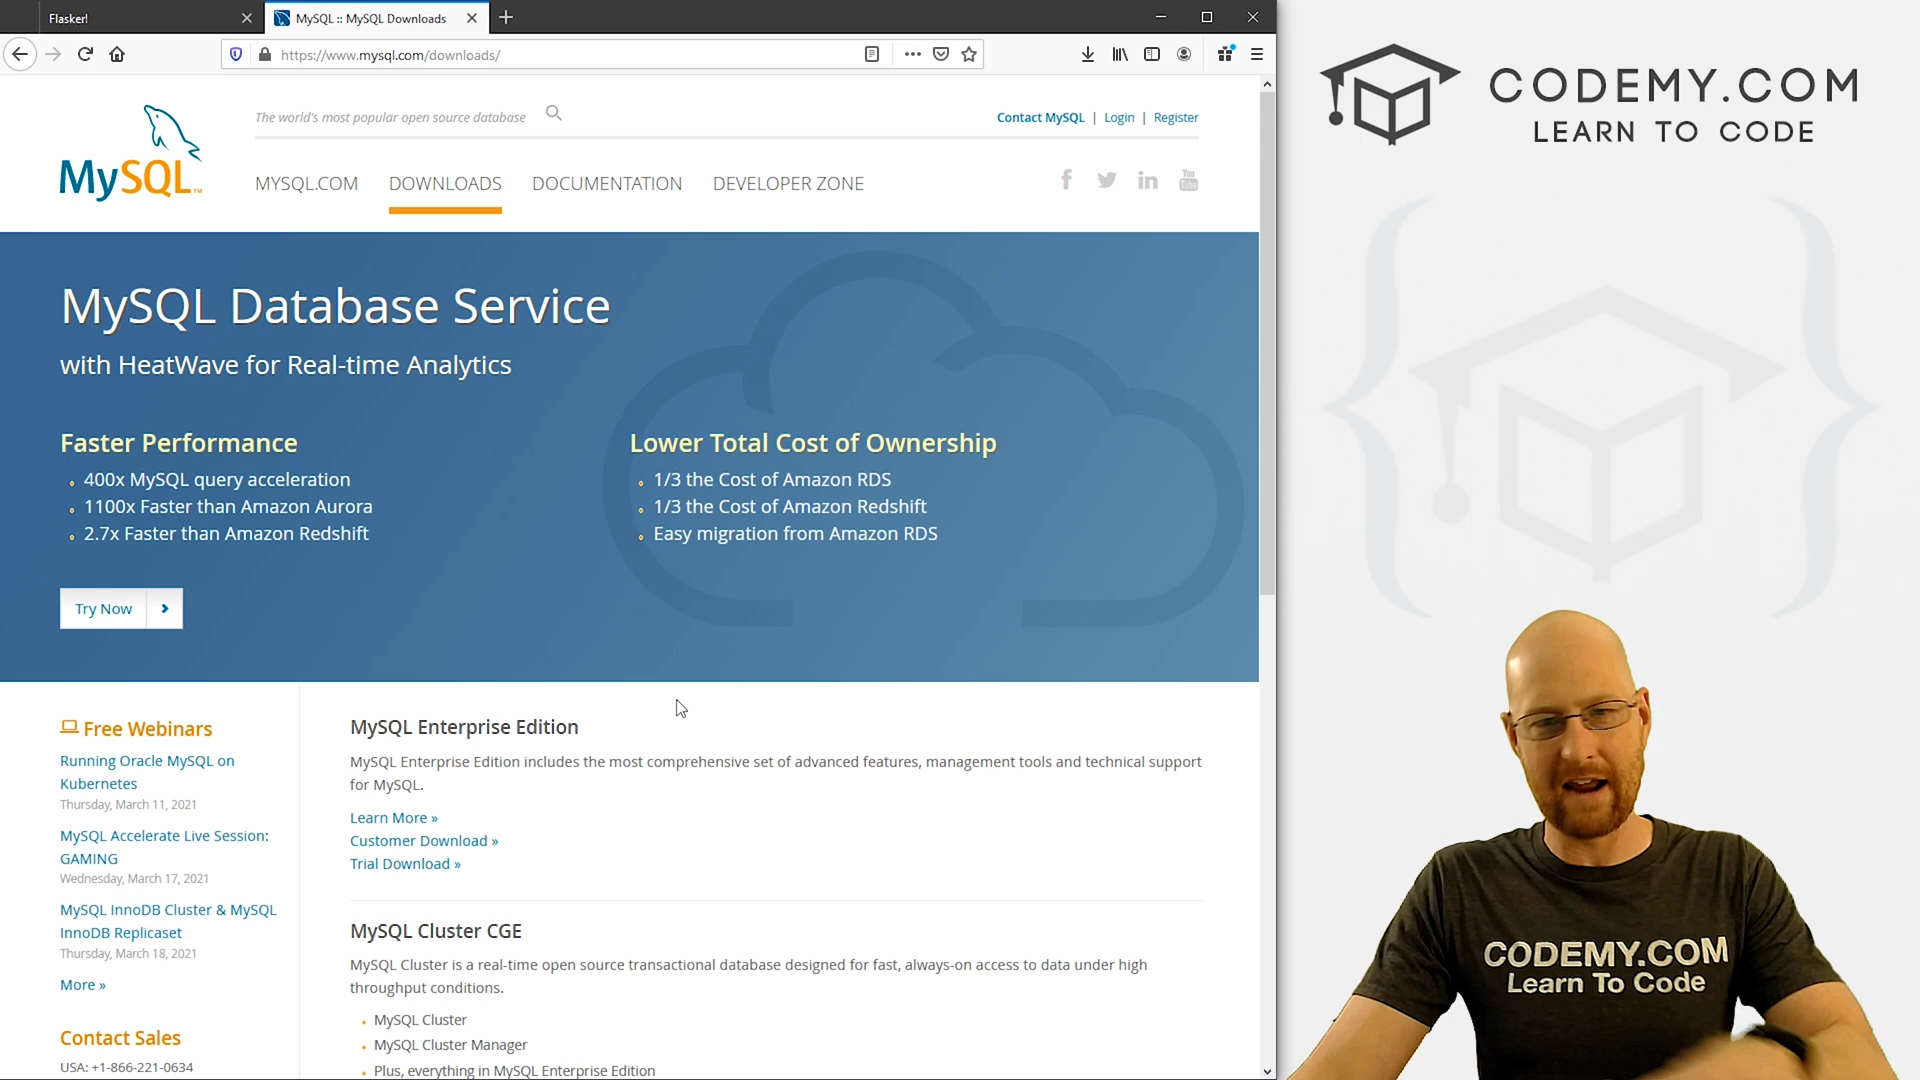 Flasker!
MySQL :: MySQL Downloads
https://www.mysql.com/downloads/
CODEMY.COM
LEARN TO CODE
The world's most popular open source database
Contact MySQL | Login | Register
MySQL™
MYSQL.COM
DOWNLOADS
DOCUMENTATION
DEVELOPER ZONE
You Tube
MySQL Database Service
with HeatWave for Real-time Analytics
Faster Performance
400x MySQL query acceleration
1100x Faster than Amazon Aurora
2.7x Faster than Amazon Redshift
Lower Total Cost of Ownership
1/3 the Cost of Amazon RDS
1/3 the Cost of Amazon Redshift
Easy migration from Amazon RDS
Try Now
Free Webinars
Running Oracle MySQL on
Kubernetes
Thursday, March 11, 2021
MySQL Accelerate Live Session:
GAMING
Wednesday, March 17, 2021
MySQL InnoDB Cluster & MySQL
InnoDB Replicaset
Thursday, March 18, 2021
More »
Contact Sales
USA: +1-866-221-0634
MySQL Enterprise Edition
MySQL Enterprise Edition includes the most comprehensive set of advanced features, management tools and technical support
for MySQL.
Learn More »
Customer Download »
Trial Download »
MySQL Cluster CGE
MySQL Cluster is a real-time open source transactional database designed for fast, always-on access to data under high
throughput conditions.
MySQL Cluster
MySQL Cluster Manager
Plus, everything in MySQL Enterprise Edition
CODEMY.COM
Learn To Code